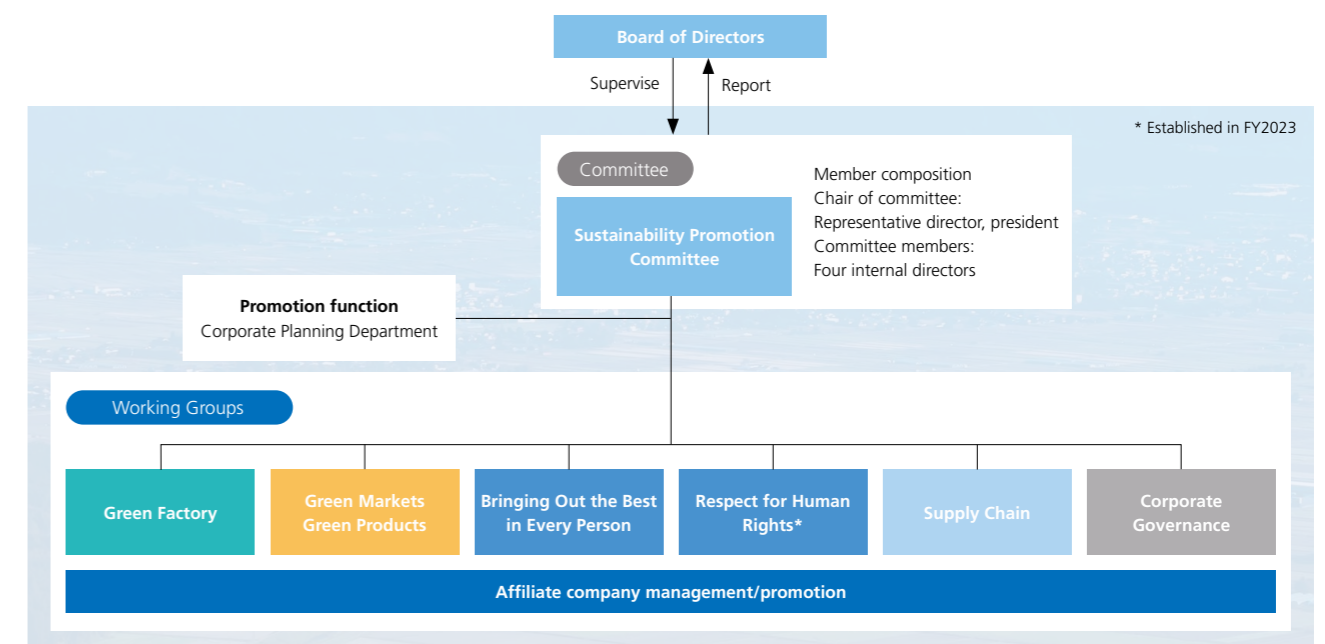 Board of Directors
Supervise
Report
* Established in FY2023
Committee
Sustainability Promotion
Committee
Member composition
Chair of committee:
Representative director, president
Committee members:
Four internal directors
Promotion function
Corporate Planning Department
Working Groups
Green Factory
Green Markets
Green Products
Bringing Out the Best
in Every Person
Respect for Human
Rights*
Supply Chain
Corporate
Governance
Affiliate company management/promotion